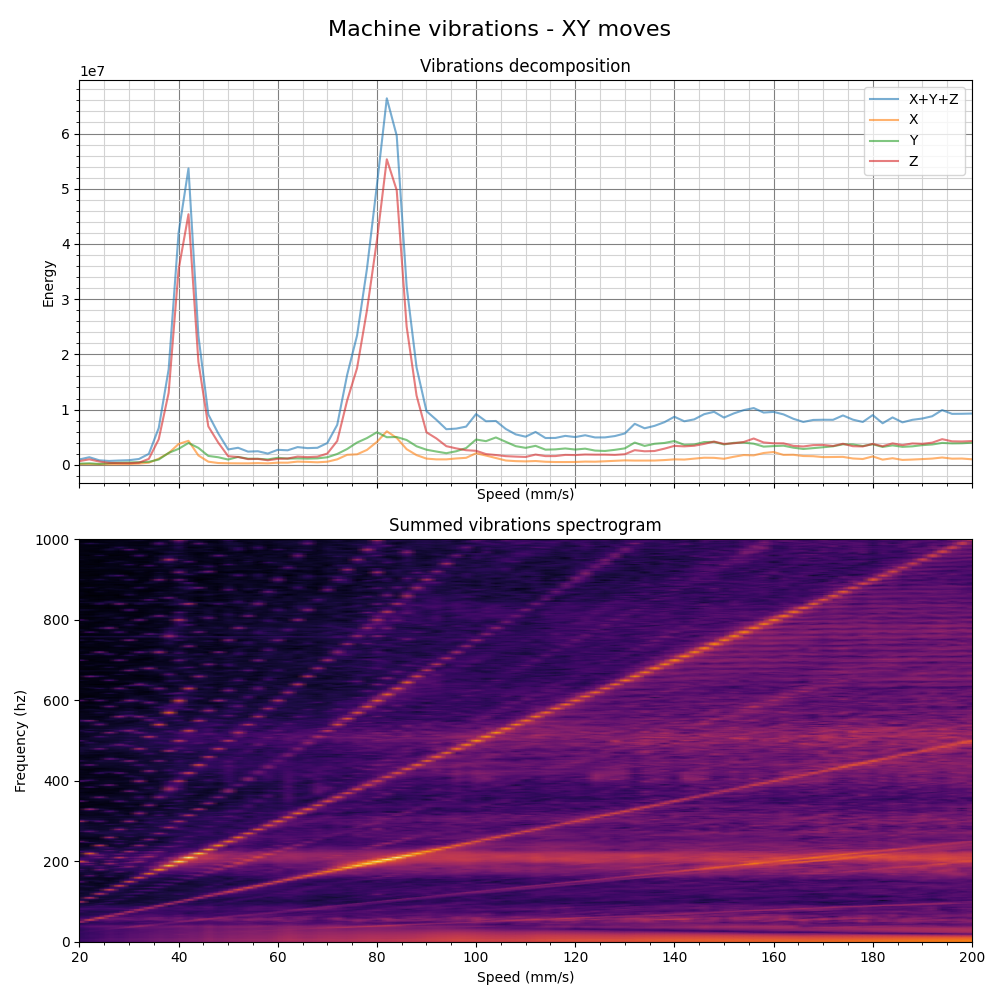 Machine vibrations - XY moves
Vibrations decomposition
1e7
X+Y+Z
X
Y
Z
6
5
4
3
2
1
0
Energy
Speed (mm/s)
Summed vibrations spectrogram
1000
800
600
400
200
0
Frequency (hz)
20 40 60 80 100 120 140 160 180 200
Speed (mm/s)